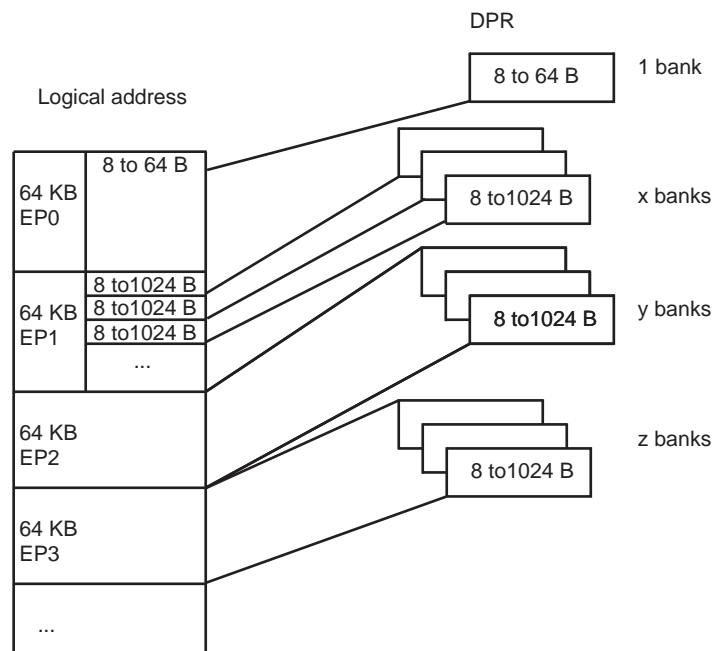 DPR
8 to 64 B
1 bank
Logical address
8 to 64 B
64 KB
EP0
8 to1024 B
x banks
8 to1024 B
8 to1024 B
8 to1024 B
64 KB
EP1
...
8 to1024 B
y banks
64 KB
EP2
8 to1024 B
z banks
64 KB
EP3
...